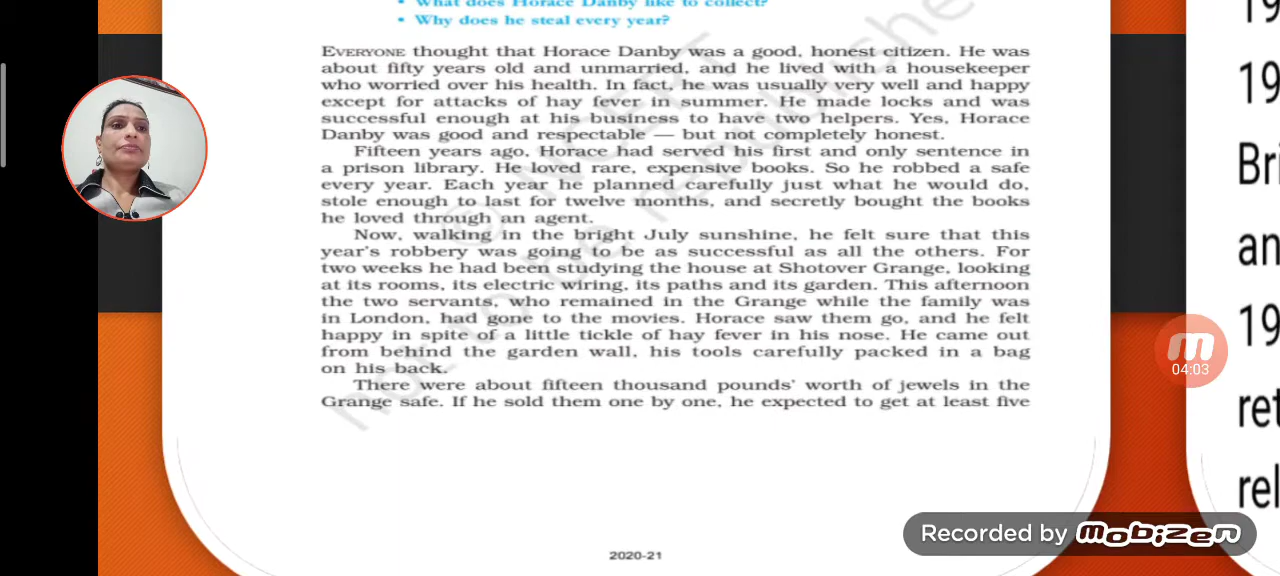 • What does Horace Danby like to collect?
• Why does he steal every year?
EVERYONE thought that Horace Danby was a good, honest citizen. He was
about fifty years old and unmarried, and he lived with a housekeeper
who worried over his health. In fact, he was usually very well and happy
except for attacks of hay fever in summer. He made locks and was
successful enough at his business to have two helpers. Yes, Horace
Danby was good and respectable — but not completely honest.
Fifteen years ago, Horace had served his first and only sentence in
a prison library. He loved rare, expensive books. So he robbed a safe
every year. Each year he planned carefully just what he would do,
stole enough to last for twelve months, and secretly bought the books
he loved through an agent.
Now, walking in the bright July sunshine, he felt sure that this
year's robbery was going to be as successful as all the others. For
two weeks he had been studying the house at Shotover Grange, looking
at its rooms, its electric wiring, its paths and its garden. This afternoon
the two servants, who remained in the Grange while the family was
in London, had gone to the movies. Horace saw them go, and he felt
happy in spite of a little tickle of hay fever in his nose. He came out
from behind the garden wall, his tools carefully packed in a bag
on his back.
There were about fifteen thousand pounds' worth of jewels in the
Grange safe. If he sold them one by one, he expected to get at least five
2020-21
not to be republished
19
19
Bri
an
19
ret
rel
04:03
Recorded by mobizen